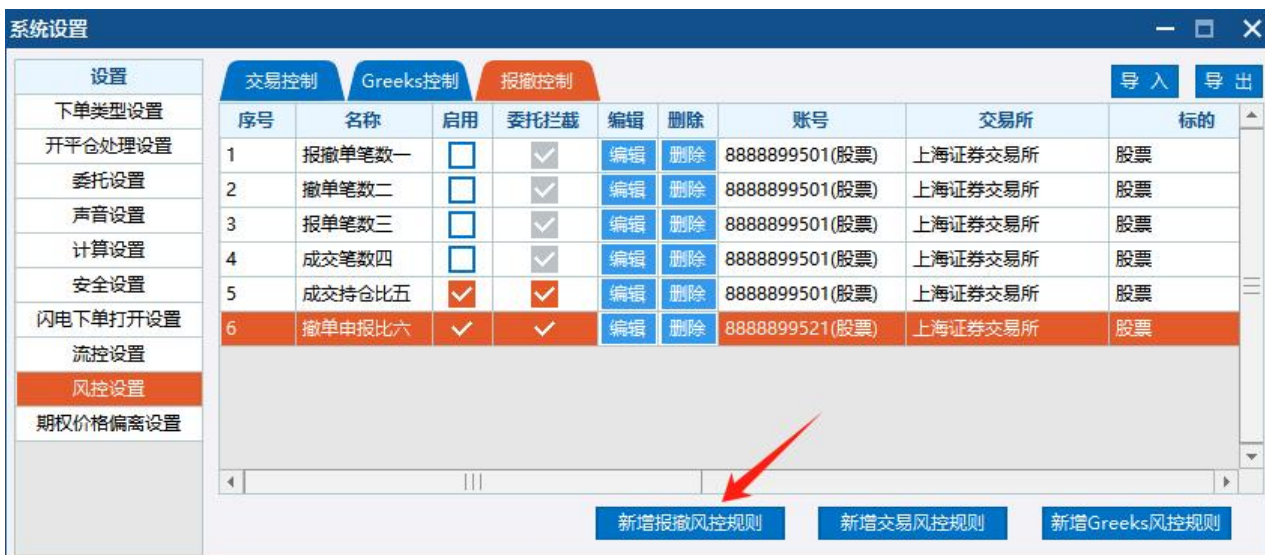 系统设置
设置
下单类型设置
开平仓处理设置
委托设置
声音设置
计算设置
安全设置
闪电下单打开设置
流控设置
风控设置
期权价格偏离设置
交易控制 Greeks控制 报撤控制 导 入 导 出
序号 名称 启用 委托拦截 编辑 删除 账号 交易所 标的
1 报撤单笔数一 编辑 删除 8888899501(股票) 上海证券交易所 股票
2 撤单笔数二 编辑 删除 8888899501(股票) 上海证券交易所 股票
3 报单笔数三 编辑 删除 8888899501(股票) 上海证券交易所 股票
4 成交笔数四 编辑 删除 8888899501(股票) 上海证券交易所 股票
5 成交持仓比五 编辑 删除 8888899501(股票) 上海证券交易所 股票
6 撤单申报比六 编辑 删除 8888899521(股票) 上海证券交易所 股票
新增报撤风控规则 新增交易风控规则 新增Greeks风控规则